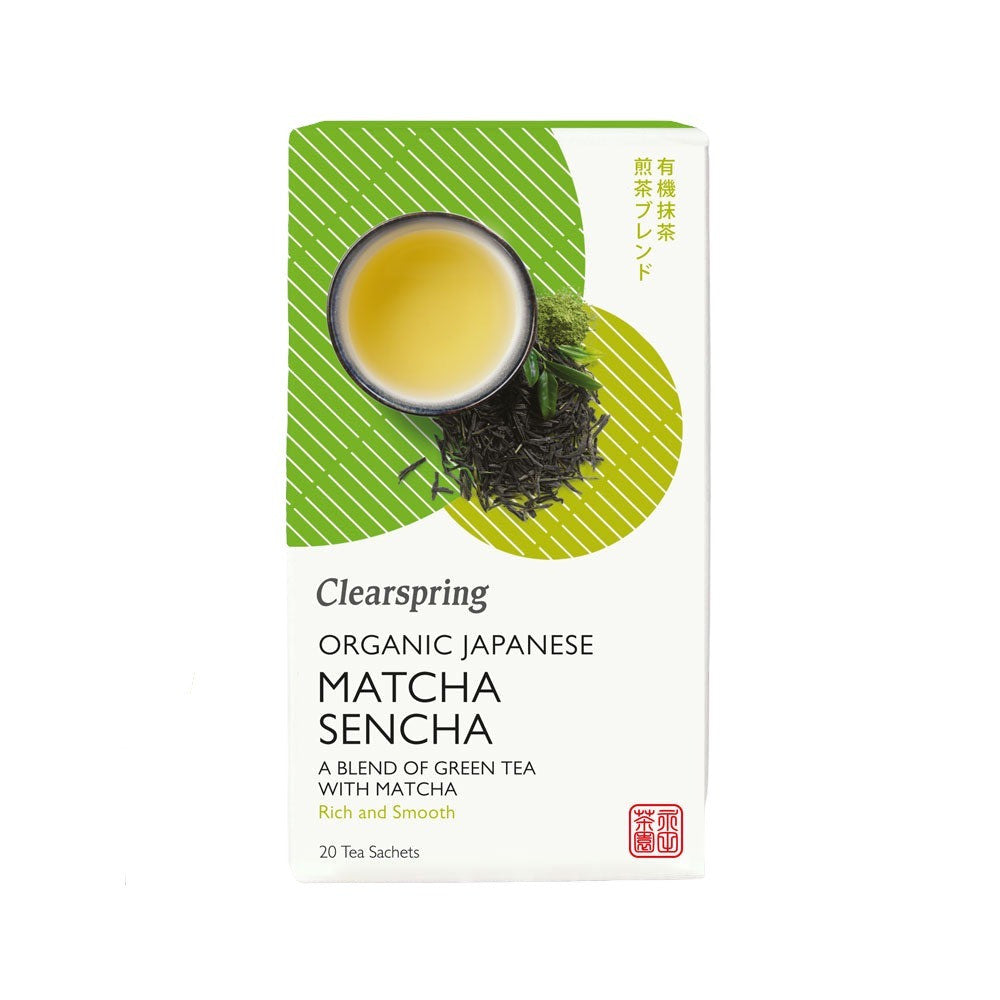 有機抹茶
煎茶ブレンド
Clearspring
ORGANIC JAPANESE
MATCHA
SENCHA
A BLEND OF GREEN TEA
WITH MATCHA
Rich and Smooth
20 Tea Sachets